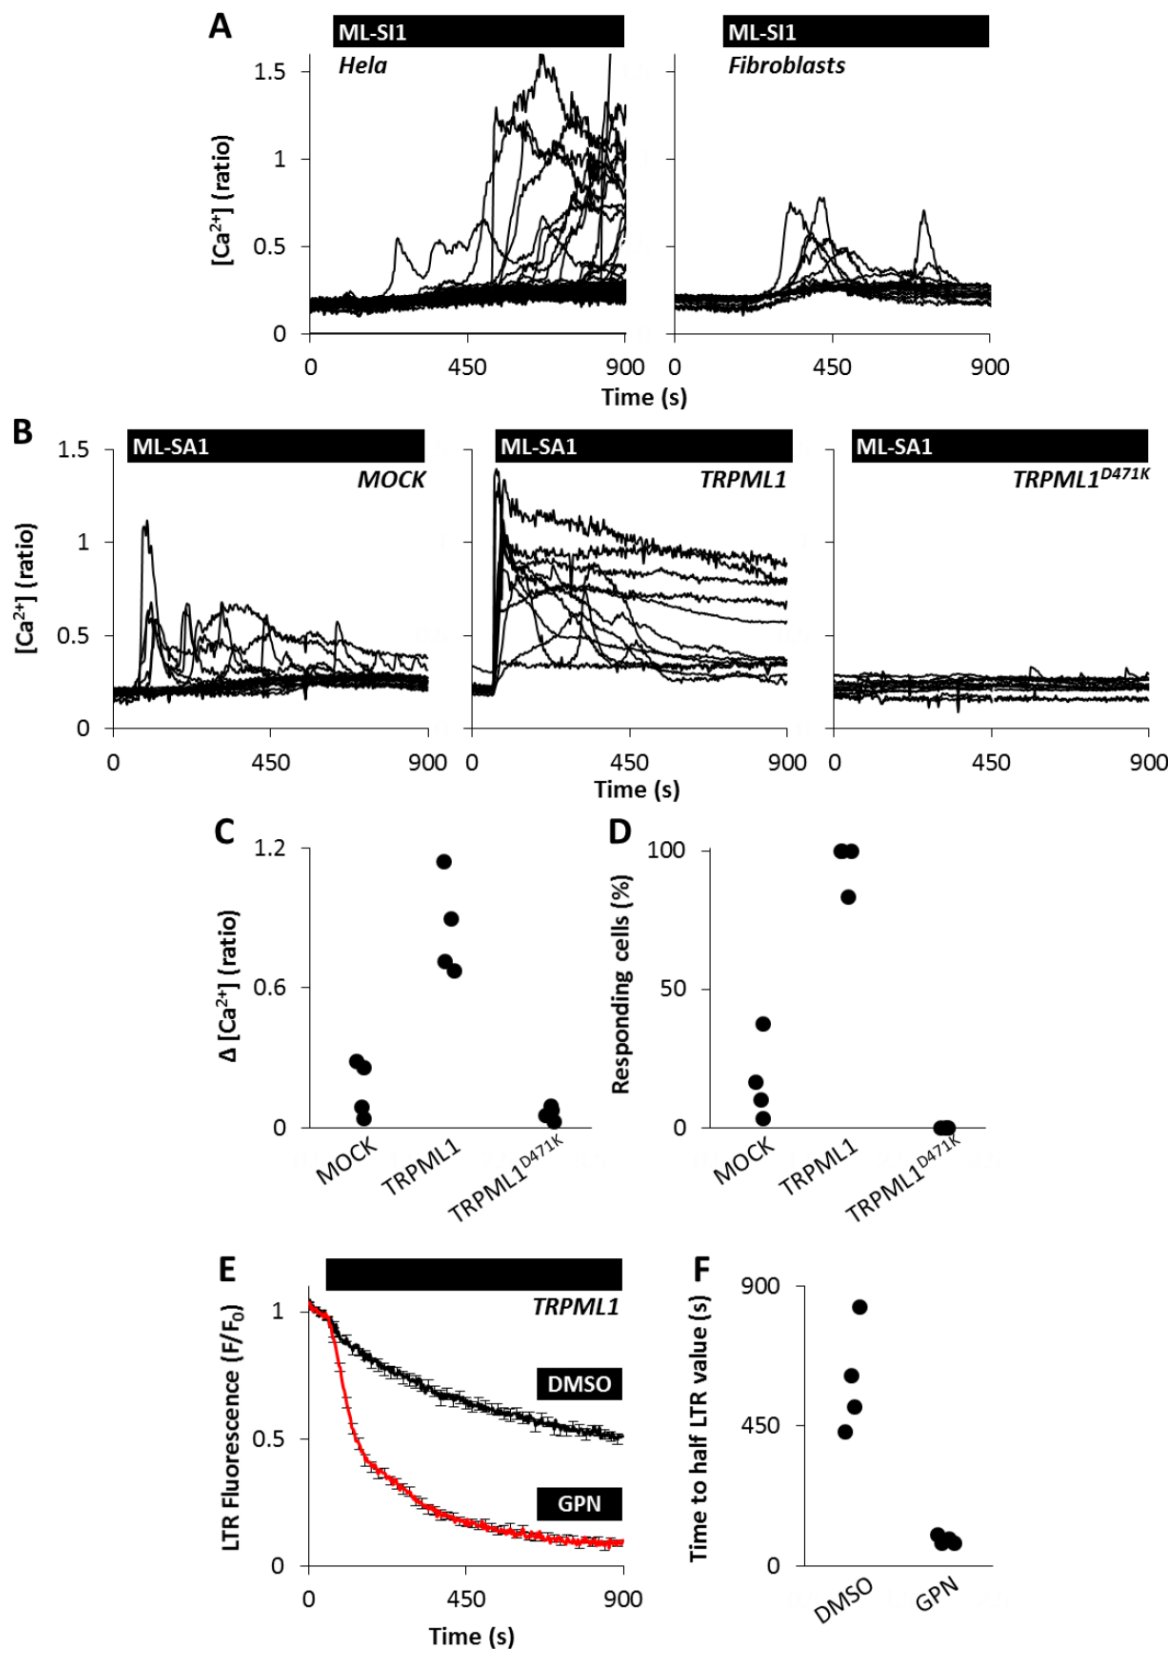 A
ML-SI1
ML-SI1
Hela
Fibroblasts
[Ca²⁺] (ratio)
1.5
1
0.5
0
0
450
900
0
450
900
Time (s)
B
ML-SA1
ML-SA1
ML-SA1
MOCK
TRPML1
TRPML1ᴰ⁴⁷¹ᴷ
[Ca²⁺] (ratio)
1.5
1
0.5
0
0
450
900
0
450
900
0
450
900
Time (s)
C
Δ [Ca²⁺] (ratio)
1.2
0.6
0
MOCK
TRPML1
TRPML1ᴰ⁴⁷¹ᴷ
D
Responding cells (%)
100
50
0
MOCK
TRPML1
TRPML1ᴰ⁴⁷¹ᴷ
E
TRPML1
LTR Fluorescence (F/F₀)
1
0.5
0
DMSO
GPN
0
450
900
Time (s)
F
Time to half LTR value (s)
900
450
0
DMSO
GPN